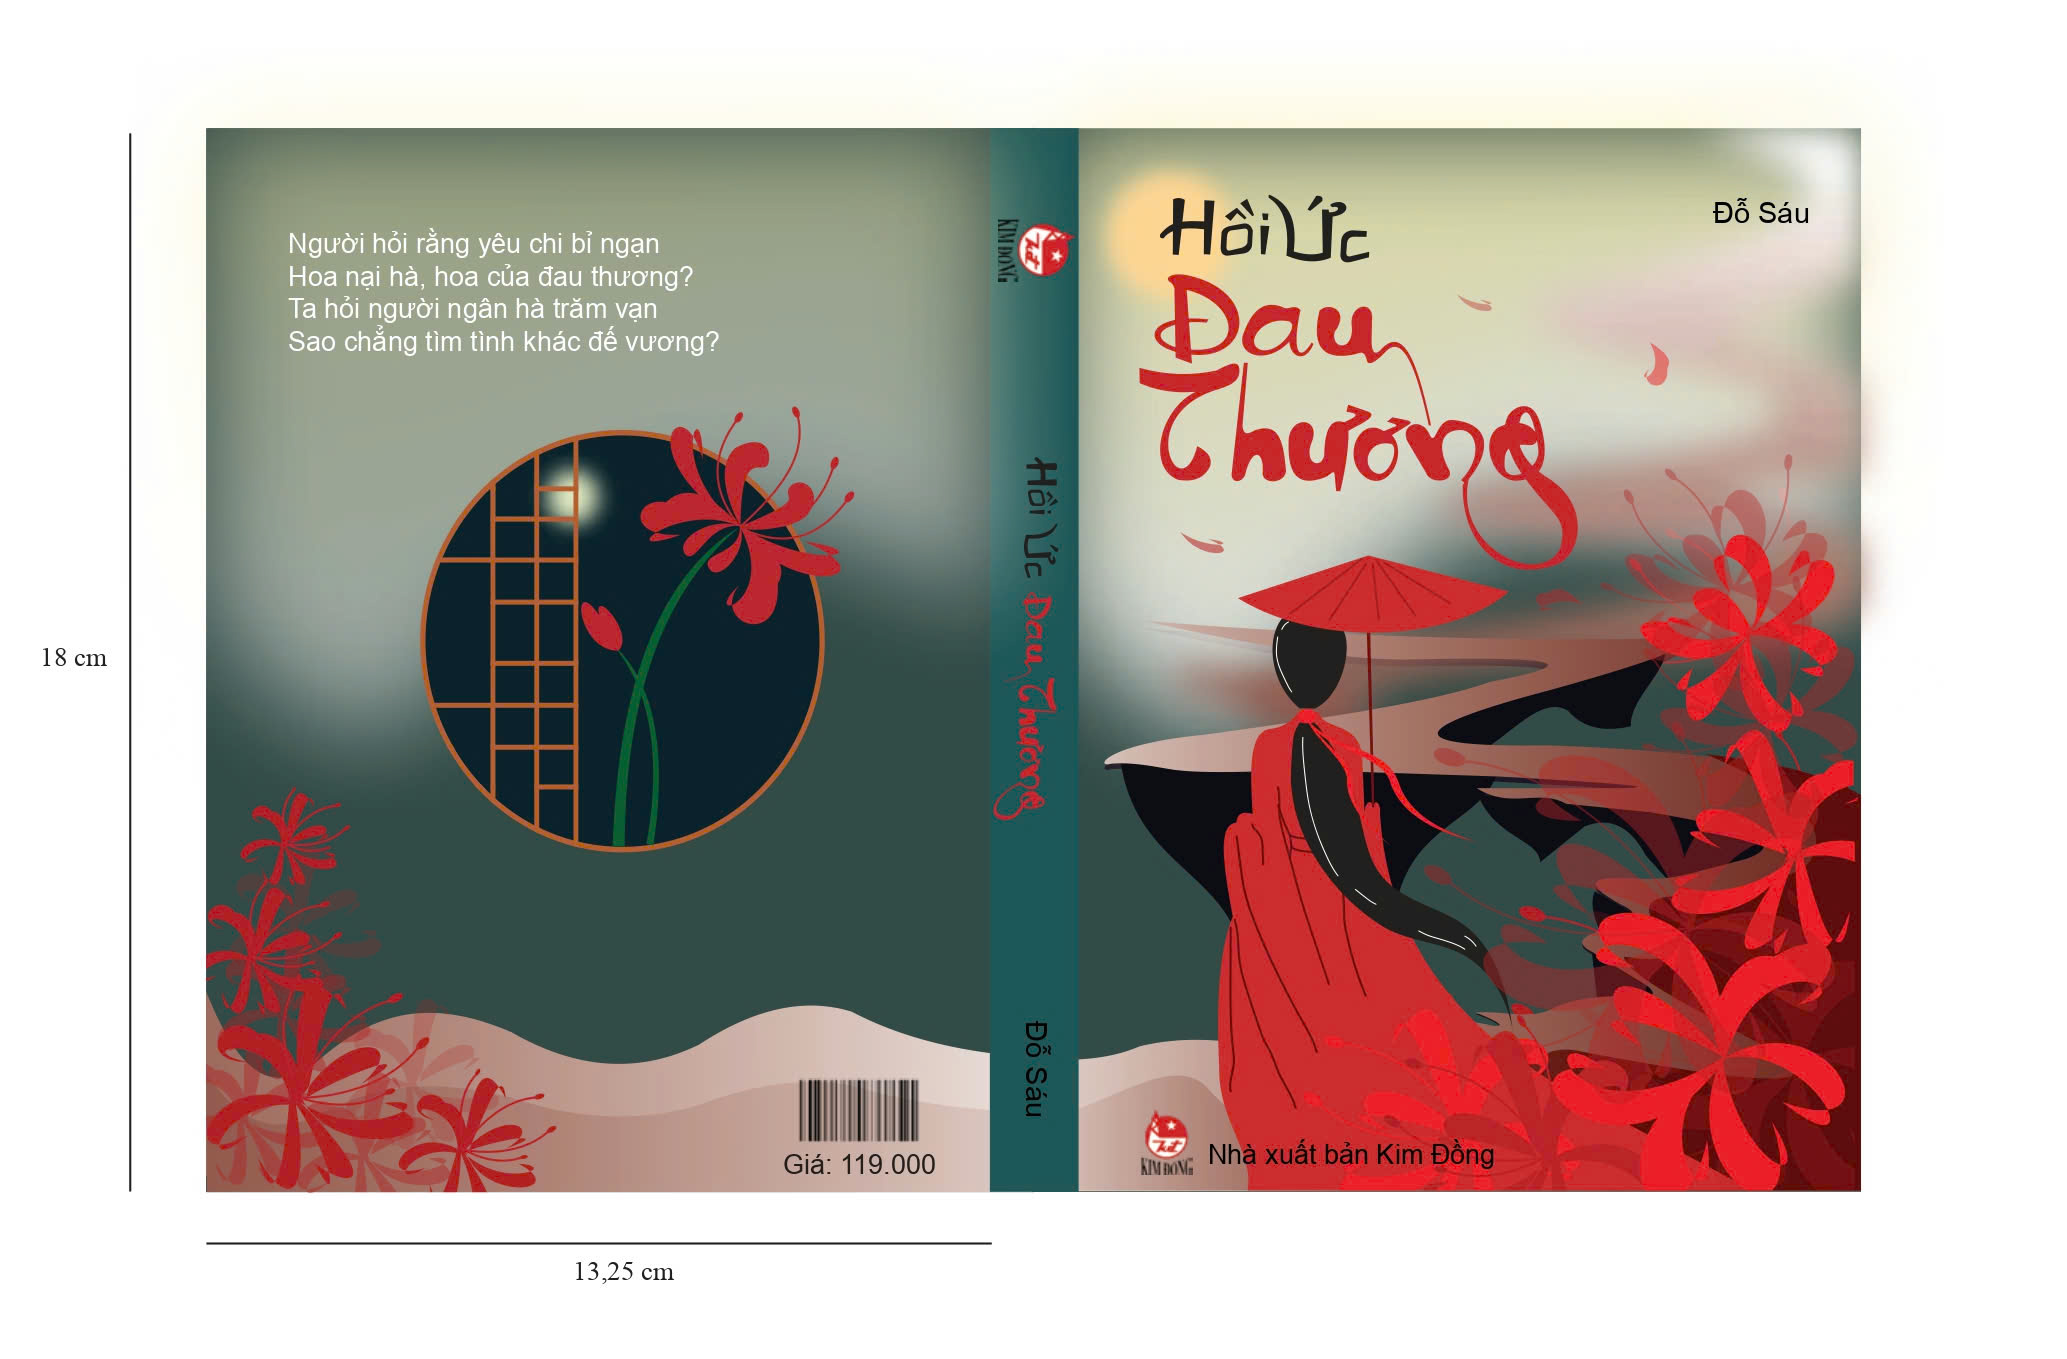 18 cm
Người hỏi rằng yêu chi bỉ ngạn
Hoa nại hà, hoa của đau thương?
Ta hỏi người ngân hà trăm vạn
Sao chẳng tìm tình khác đế vương?
Giá: 119.000
13,25 cm
KIM ĐỒNG
Hồi Ức Đau Thương
Đỗ Sáu
Hồi Ức
Đau
Thương
Đỗ Sáu
KIM ĐỒNG
Nhà xuất bản Kim Đồng